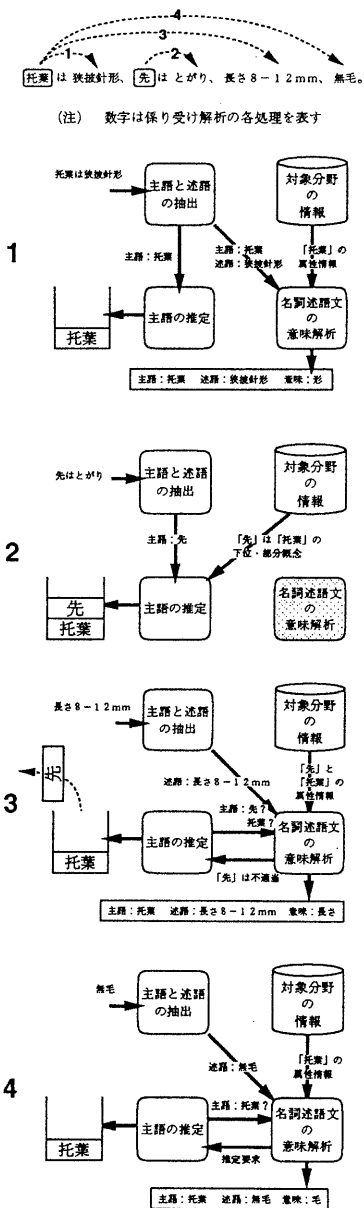 4
3
1 2
托葉 は 狭披針形、 先 は とがり、 長さ8-12mm、 無毛。
(注) 数字は係り受け解析の各処理を表す
1
托葉は狭披針形
主語と述語
の抽出
対象分野
の
情報
主語:托葉
主語:托葉
述語:狭披針形
「托葉」の
属性情報
托葉
主語の推定
名詞述語文
の
意味解析
主語:托葉 述語:狭披針形 意味:形
2
先はとがり
主語と述語
の抽出
対象分野
の
情報
主語:先
「先」は「托葉」の
下位・部分概念
先
托葉
主語の推定
名詞述語文
の
意味解析
3
長さ8-12mm
主語と述語
の抽出
対象分野
の
情報
先
述語:長さ8-12mm
「先」と
「托葉」の
属性情報
主語:先?
托葉?
托葉
主語の推定
名詞述語文
の
意味解析
「先」は不適当
主語:托葉 述語:長さ8-12mm 意味:長さ
4
無毛
主語と述語
の抽出
対象分野
の
情報
述語:無毛
「托葉」の
属性情報
主語:托葉?
托葉
主語の推定
名詞述語文
の
意味解析
推定要求
主語:托葉 述語:無毛 意味:毛